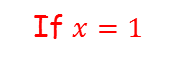 If x = 1